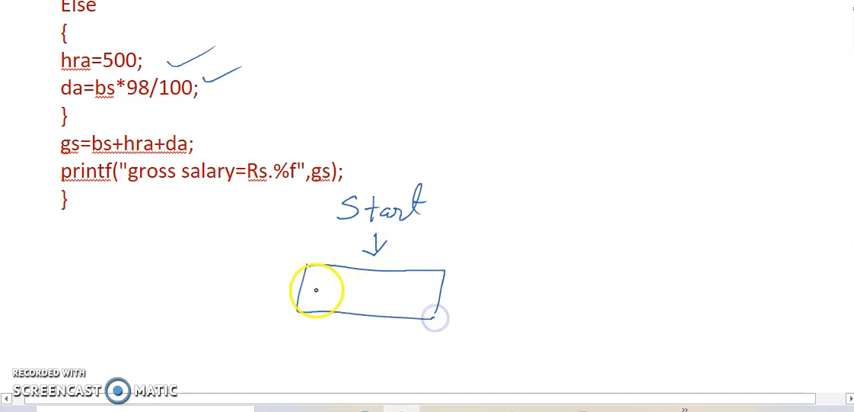 Else
{
hra=500;
da=bs*98/100;
}
gs=bs+hra+da;
printf("gross salary=Rs.%f",gs);
}
Start
RECORDED WITH
SCREENCAST MATIC